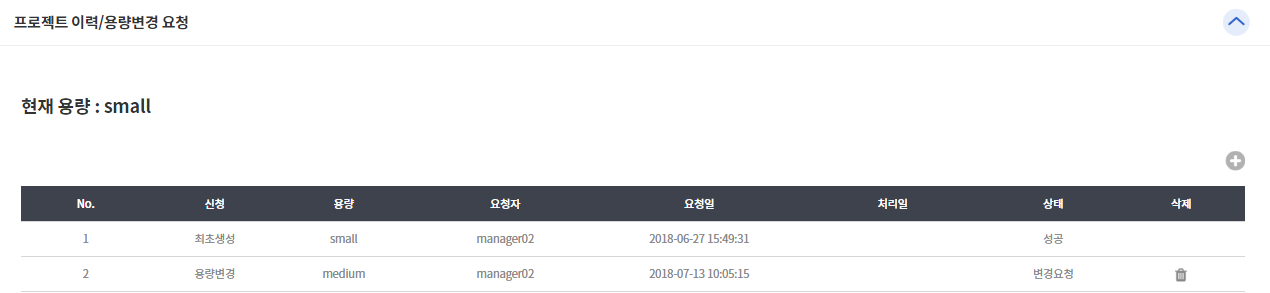 프로젝트 이력/용량변경 요청
현재 용량 : small
No. 신청 용량 요청자 요청일 처리일 상태 삭제
1 최초생성 small manager02 2018-06-27 15:49:31 성공
2 용량변경 medium manager02 2018-07-13 10:05:15 변경요청